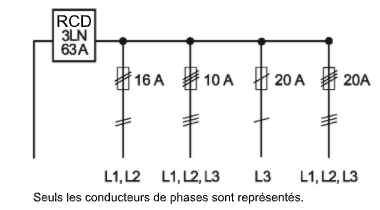 RCD
3LN
63A
16 A
10 A
20 A
20A
L1, L2
L1, L2, L3
L3
L1, L2, L3
Seuls les conducteurs de phases sont représentés.